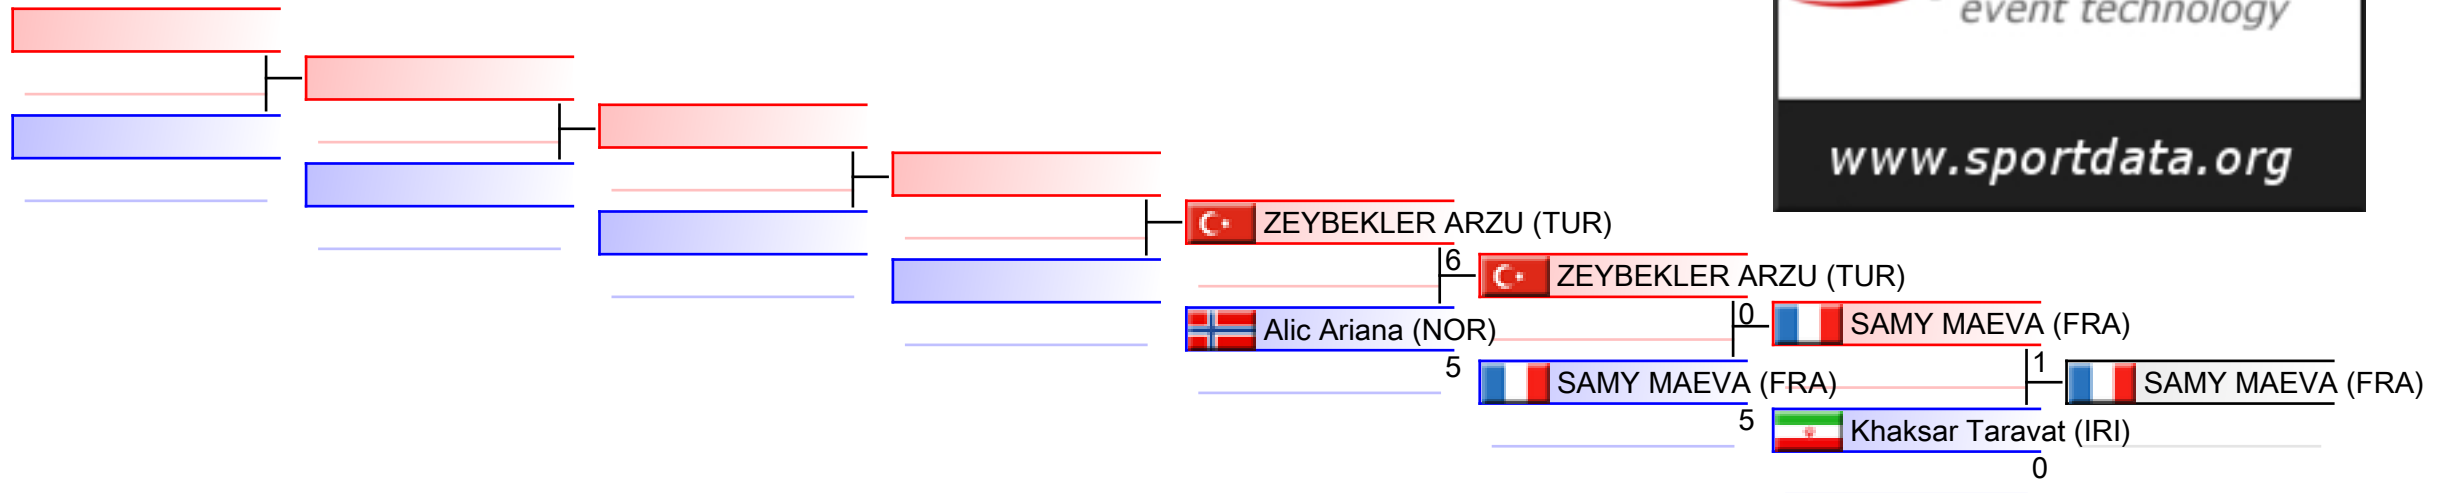 event technology
www.sportdata.org
ZEYBEKLER ARZU (TUR)
6
ZEYBEKLER ARZU (TUR)
Alic Ariana (NOR)
5
0
SAMY MAEVA (FRA)
SAMY MAEVA (FRA)
5
1
SAMY MAEVA (FRA)
Khaksar Taravat (IRI)
0